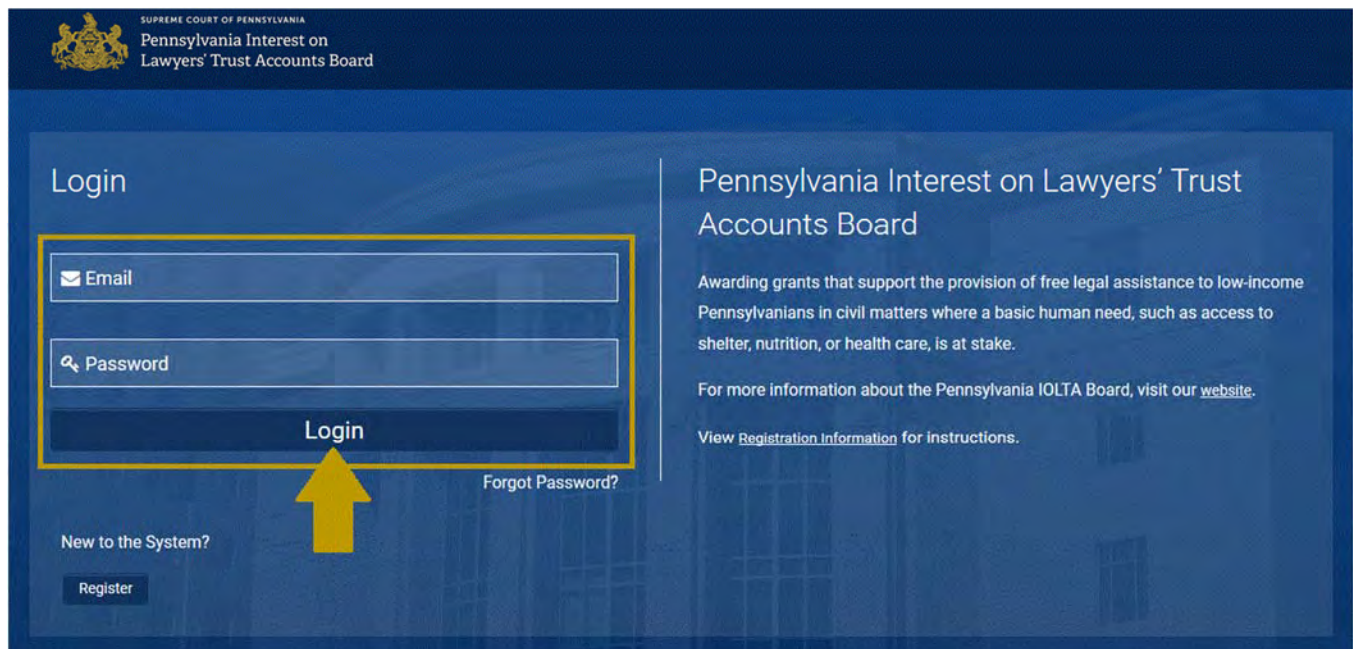 SUPREME COURT OF PENNSYLVANIA
Pennsylvania Interest on
Lawyers' Trust Accounts Board
Login
Email
Password
Login
Forgot Password?
New to the System?
Register
Pennsylvania Interest on Lawyers' Trust
Accounts Board
Awarding grants that support the provision of free legal assistance to low-income
Pennsylvanians in civil matters where a basic human need, such as access to
shelter, nutrition, or health care, is at stake.
For more information about the Pennsylvania IOLTA Board, visit our website.
View Registration Information for instructions.